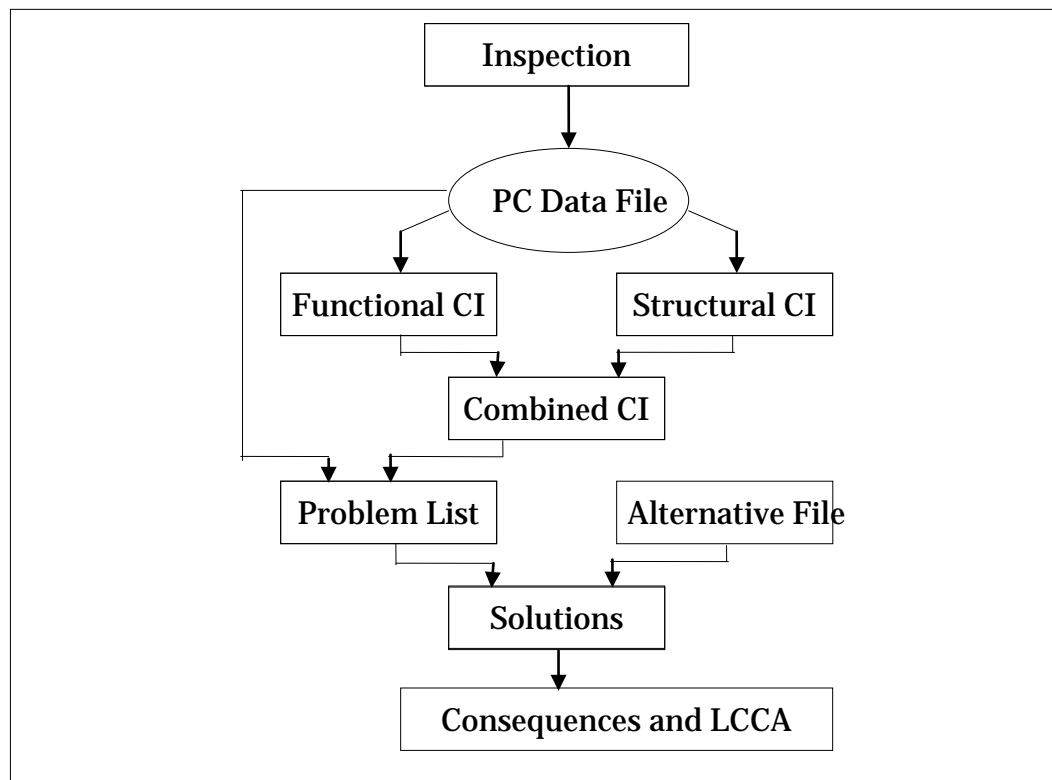 Inspection
PC Data File
Functional CI
Structural CI
Combined CI
Problem List
Alternative File
Solutions
Consequences and LCCA